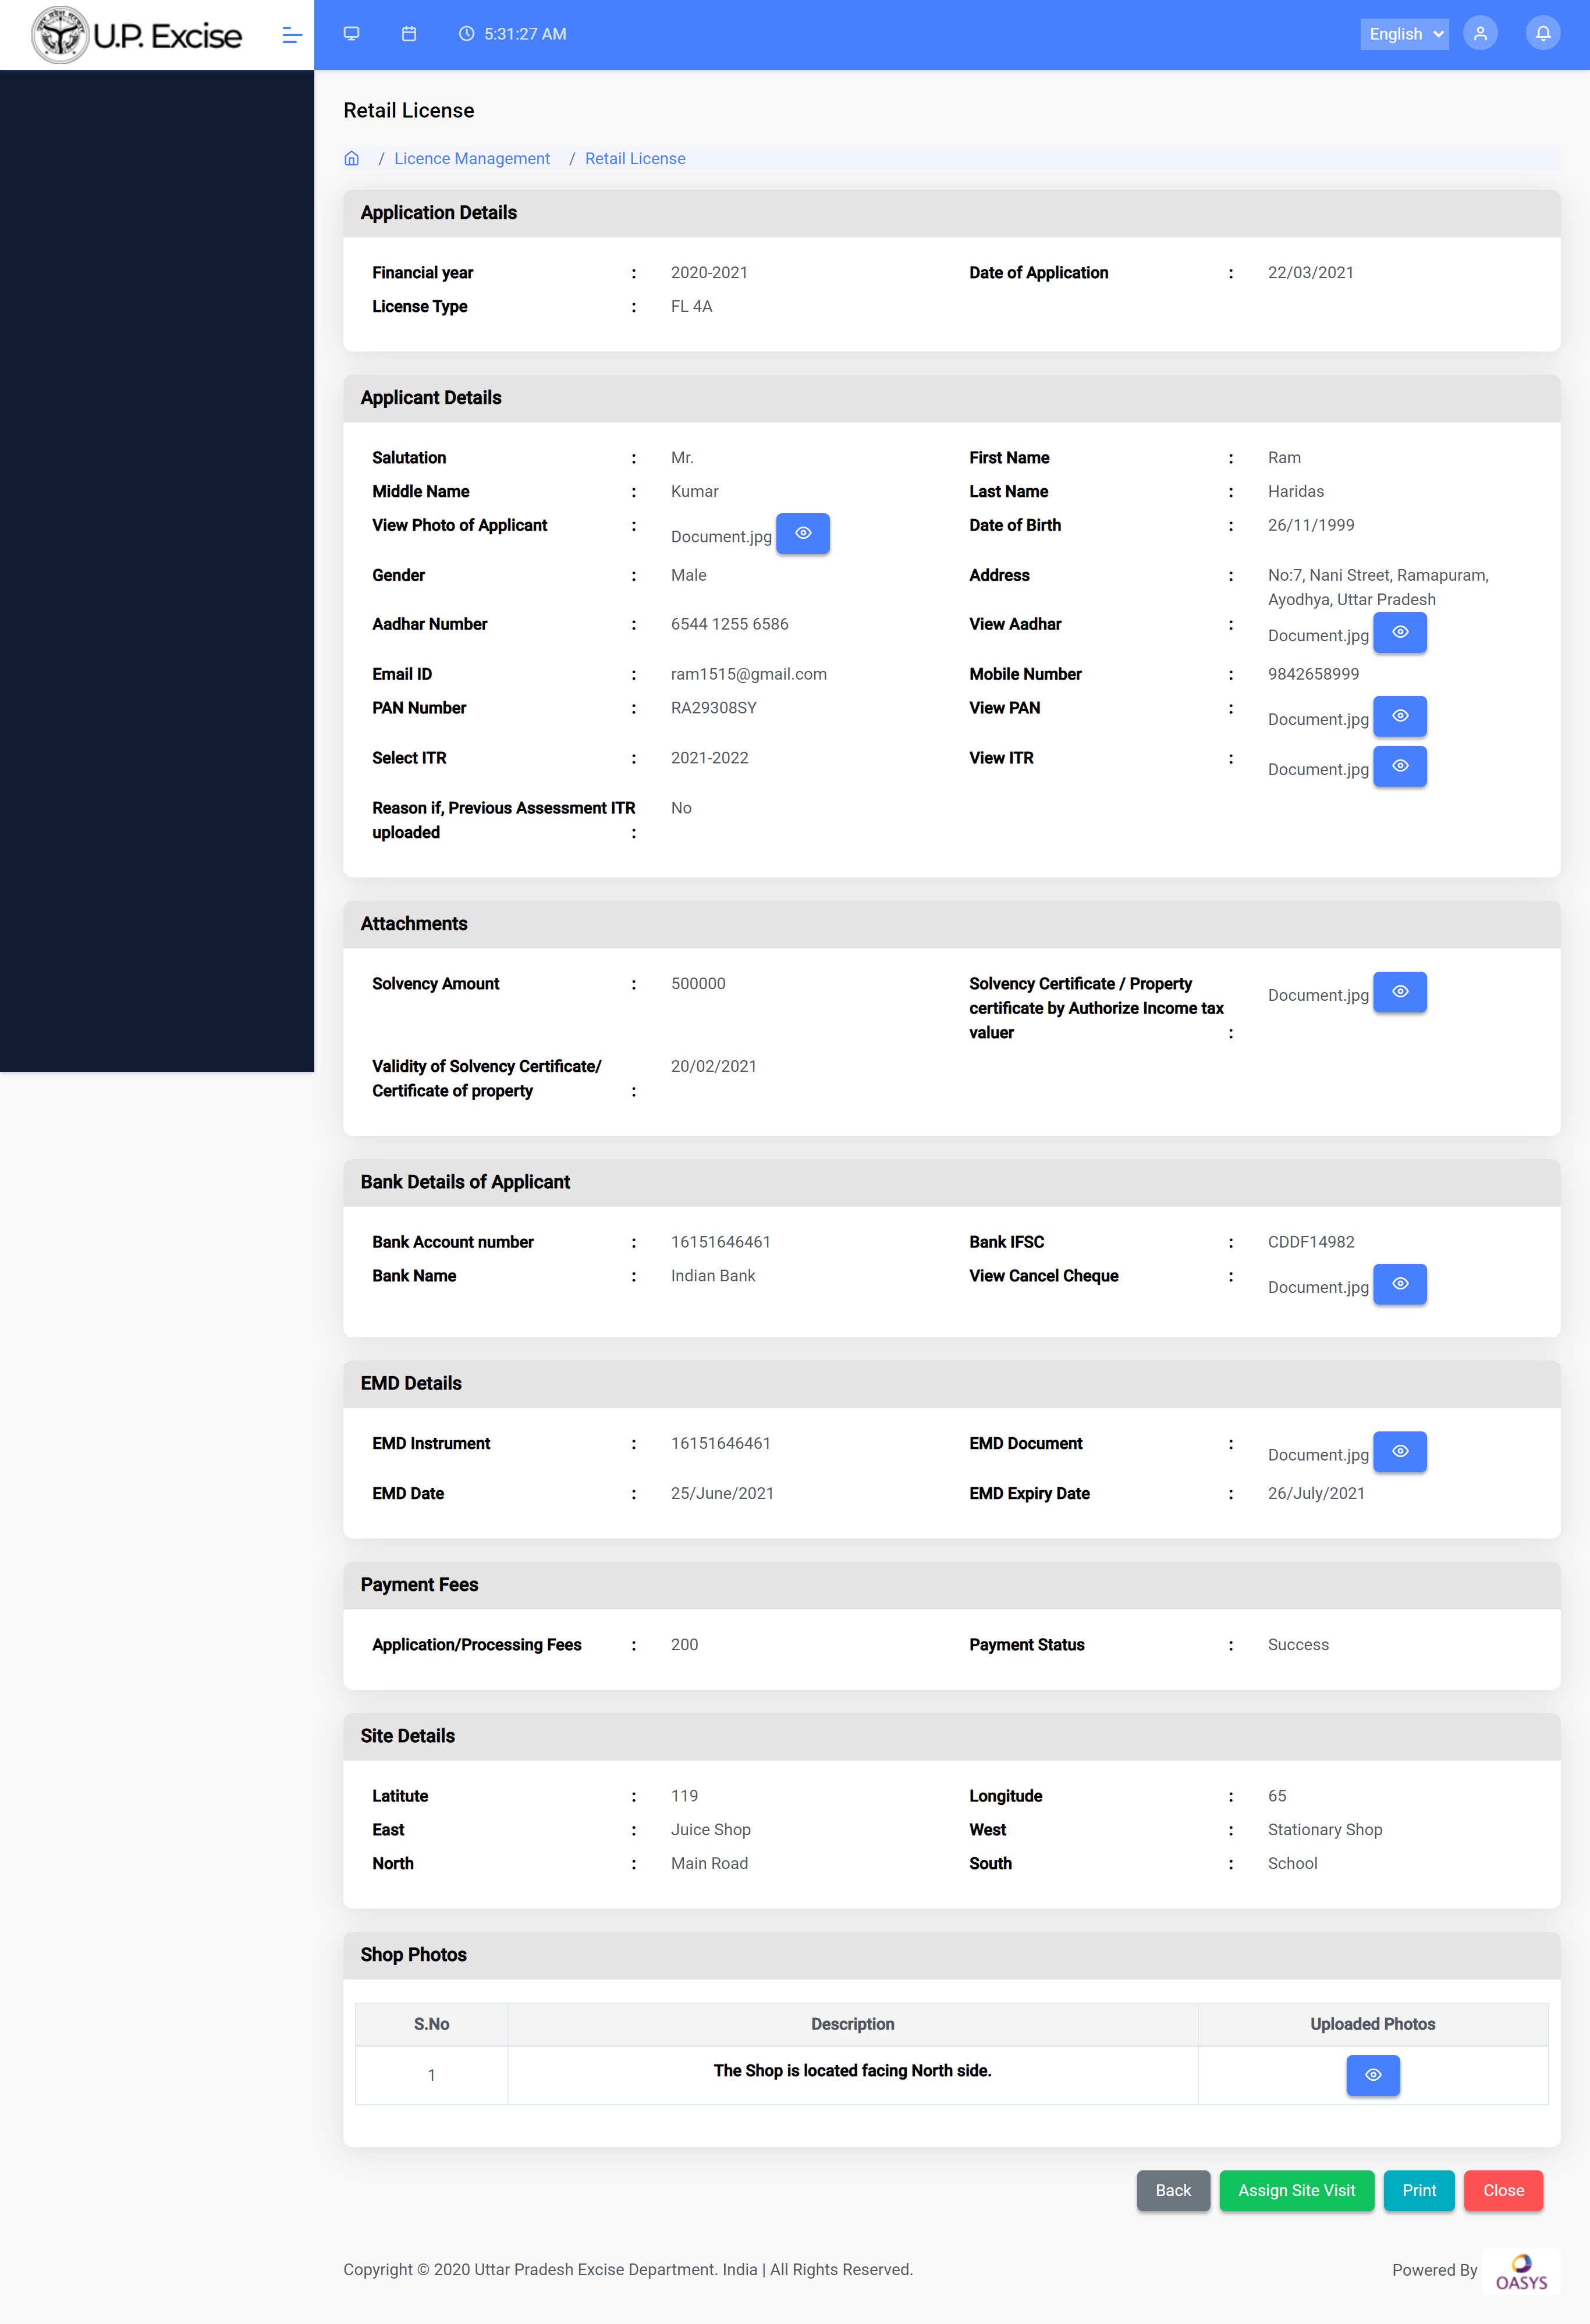 U.P. Excise
5:31:27 AM
English
Retail License
/ Licence Management / Retail License
Application Details
Financial year : 2020-2021 Date of Application : 22/03/2021
License Type : FL 4A
Applicant Details
Salutation : Mr. First Name : Ram
Middle Name : Kumar Last Name : Haridas
View Photo of Applicant : Document.jpg Date of Birth : 26/11/1999
Gender : Male Address : No:7, Nani Street, Ramapuram,
Ayodhya, Uttar Pradesh
Aadhar Number : 6544 1255 6586 View Aadhar : Document.jpg
Email ID : ram1515@gmail.com Mobile Number : 9842658999
PAN Number : RA29308SY View PAN : Document.jpg
Select ITR : 2021-2022 View ITR : Document.jpg
Reason if, Previous Assessment ITR No
uploaded :
Attachments
Solvency Amount : 500000 Solvency Certificate / Property Document.jpg
certificate by Authorize Income tax
valuer :
Validity of Solvency Certificate/ 20/02/2021
Certificate of property :
Bank Details of Applicant
Bank Account number : 16151646461 Bank IFSC : CDDF14982
Bank Name : Indian Bank View Cancel Cheque : Document.jpg
EMD Details
EMD Instrument : 16151646461 EMD Document : Document.jpg
EMD Date : 25/June/2021 EMD Expiry Date : 26/July/2021
Payment Fees
Application/Processing Fees : 200 Payment Status : Success
Site Details
Latitute : 119 Longitude : 65
East : Juice Shop West : Stationary Shop
North : Main Road South : School
Shop Photos
S.No Description Uploaded Photos
1 The Shop is located facing North side.
Back Assign Site Visit Print Close
Copyright © 2020 Uttar Pradesh Excise Department. India | All Rights Reserved. Powered By OASYS